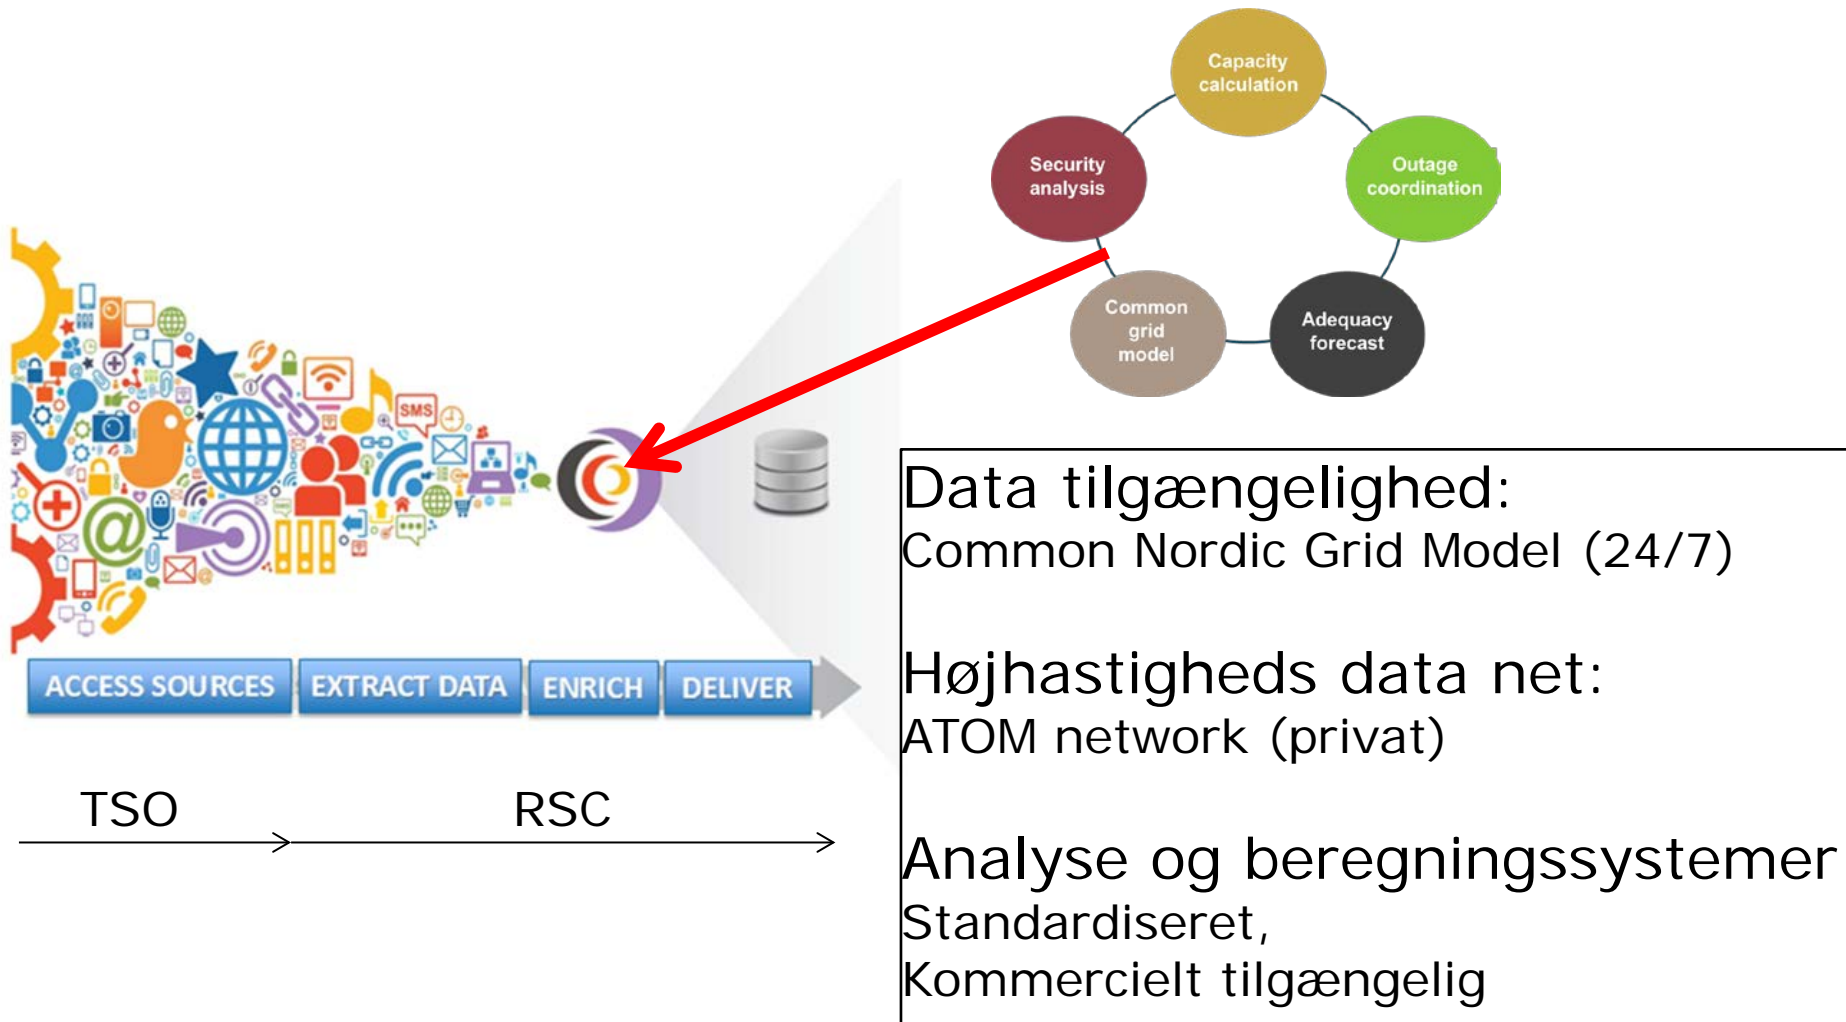 Capacity
calculation
Security
analysis
Outage
coordination
Common
grid
model
Adequacy
forecast
SMS
@
ACCESS SOURCES
EXTRACT DATA
ENRICH
DELIVER
TSO
RSC
Data tilgængelighed:
Common Nordic Grid Model (24/7)
Højhastigheds data net:
ATOM network (privat)
Analyse og beregningssystemer
Standardiseret,
Kommercielt tilgængelig